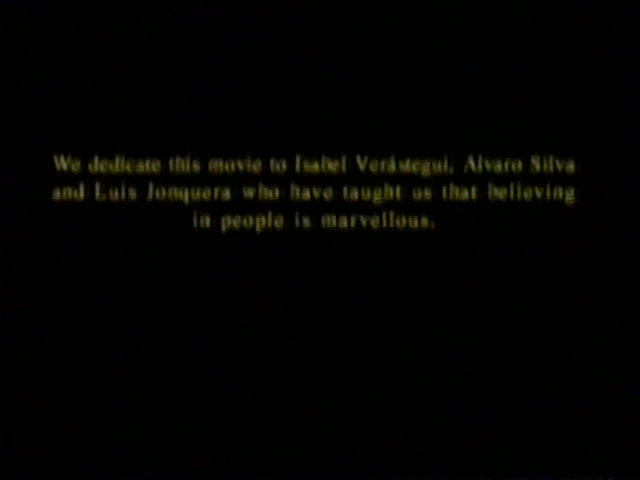 We dedicate this movie to Isabel Verástegui, Alvaro Silva
and Luis Jonquera who have taught us that believing
in people is marvellous.